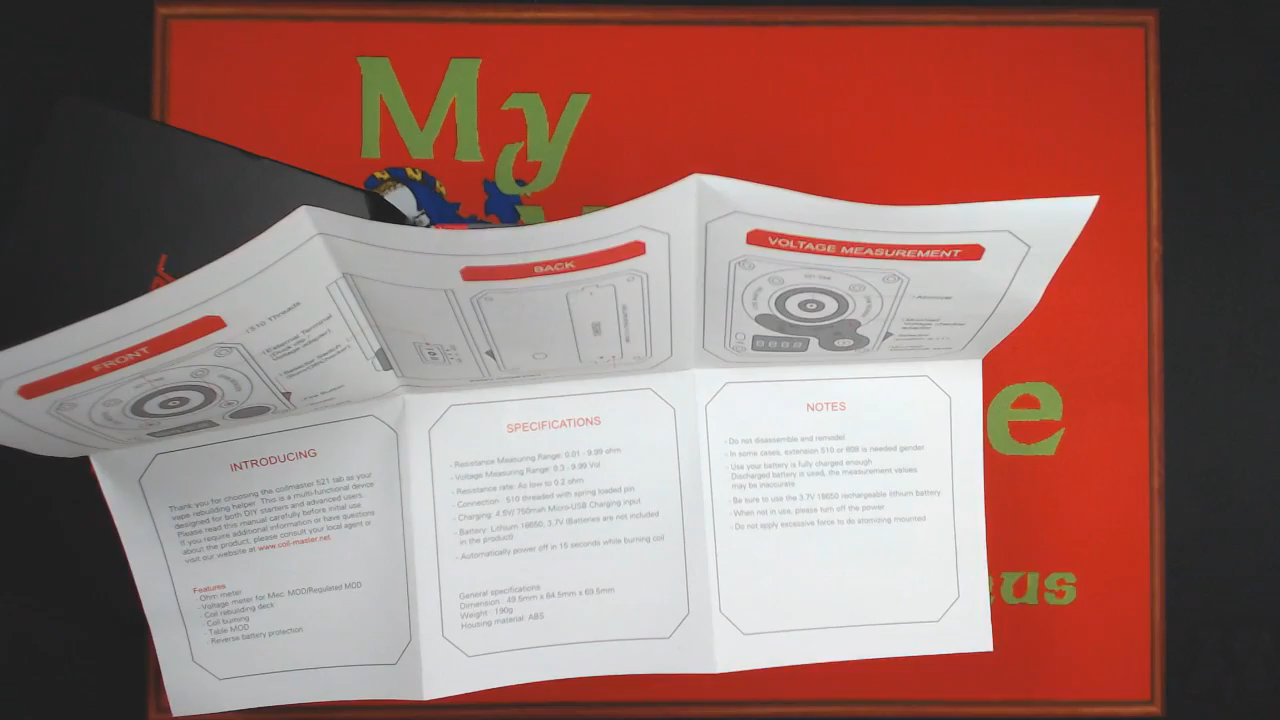 My
FRONT
510 Threads
BACK
VOLTAGE MEASUREMENT
INTRODUCING
Thank you for choosing the coilmaster 521 tab as your
vape rebuilding helper. This is a multi-functional device
designed for both DIY starters and advanced users.
Please read this manual carefully before initial use.
If you require additional information or have questions
about the product, please consult your local agent or
visit our website at www.coil-master.net
Features
- Ohm meter
- Voltage meter for Mec. MOD/Regulated MOD
- Coil rebuilding deck
- Coil burning
- Table MOD
- Reverse battery protection
SPECIFICATIONS
- Resistance Measuring Range: 0.01 - 9.99 ohm
- Voltage Measuring Range: 0.3 - 9.99 Vol
- Resistance rate: As low to 0.2 ohm
- Connection : 510 threaded with spring loaded pin
- Charging: 4.9V/ 750mah Micro-USB Charging input
- Battery: Lithium 18650, 3.7V (Batteries are not included
in the product)
- Automatically power off in 15 seconds while burning coil
General specifications
Dimension : 49.5mm x 84.5mm x 69.5mm
Weight : 190g
Housing material: ABS
NOTES
- Do not disassemble and remodel
- In some cases, extension 510 or 808 is needed gender
- Use your battery is fully charged enough
Discharged battery is used, the measurement values
may be inaccurate
- Be sure to use the 3.7V 18650 rechargeable lithium battery
- When not in use, please turn off the power
- Do not apply excessive force to do atomizing mounted
e
us